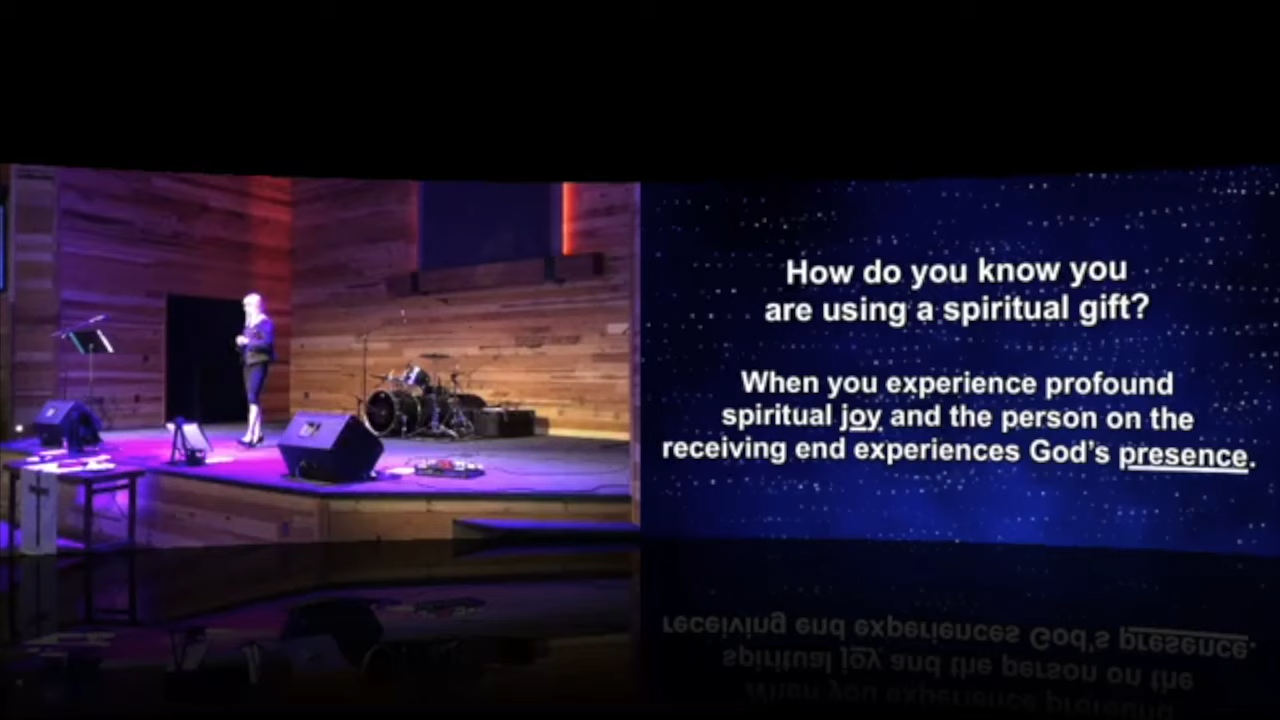 How do you know you
are using a spiritual gift?
When you experience profound
spiritual joy and the person on the
receiving end experiences God's presence.